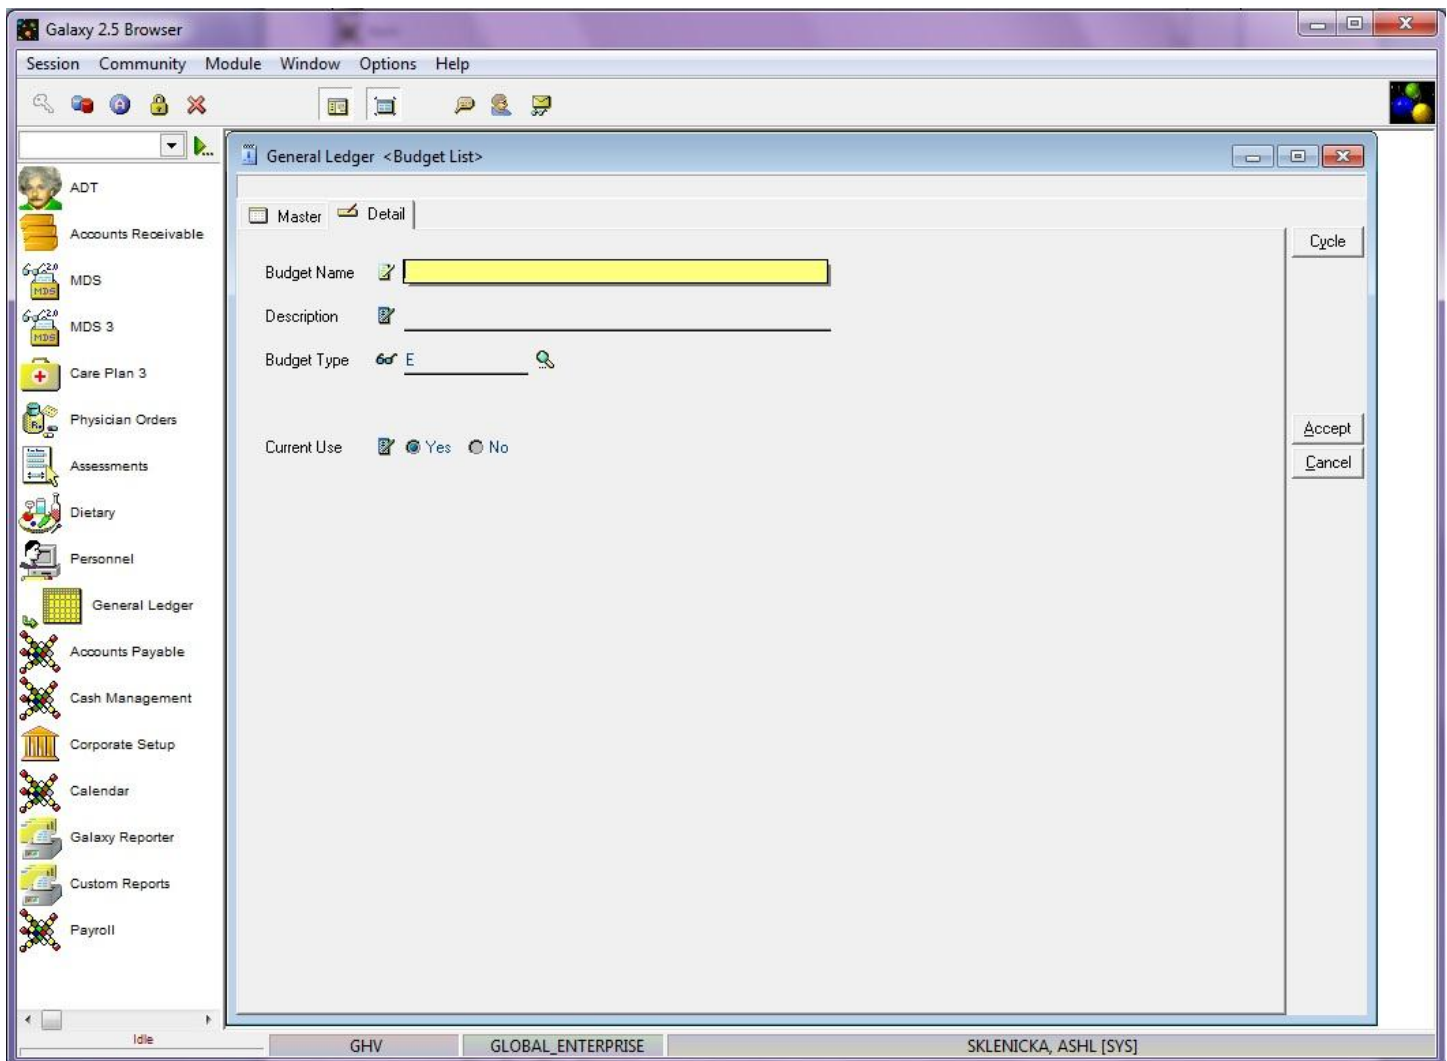 Galaxy 2.5 Browser
Session Community Module Window Options Help
General Ledger <Budget List>
Master Detail
Cycle
Budget Name
Description
Budget Type E
Current Use Yes No
Accept
Cancel
ADT
Accounts Receivable
MDS
MDS 3
Care Plan 3
Physician Orders
Assessments
Dietary
Personnel
General Ledger
Accounts Payable
Cash Management
Corporate Setup
Calendar
Galaxy Reporter
Custom Reports
Payroll
Idle GHV GLOBAL_ENTERPRISE SKLENICKA, ASHL [SYS]